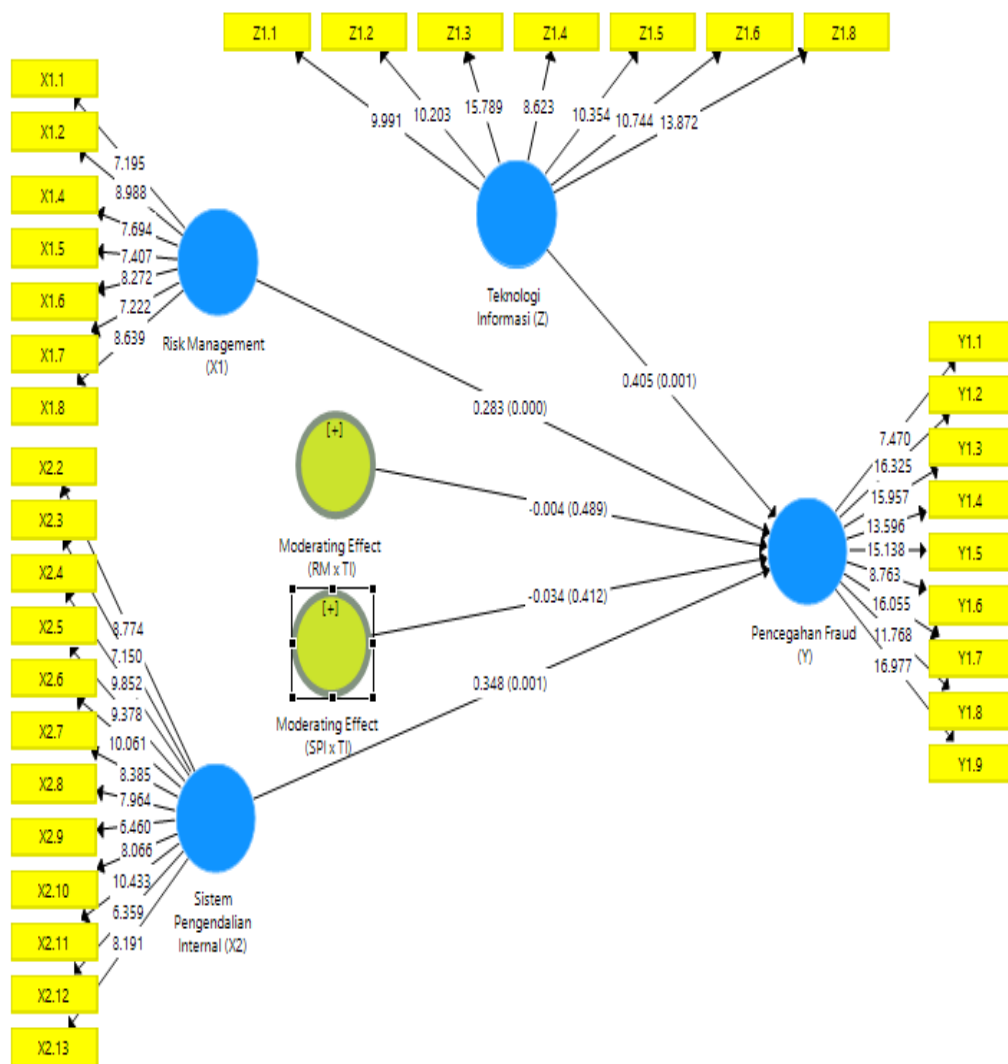 Z1.1
Z1.2
Z1.3
Z1.4
Z1.5
Z1.6
Z1.8
9.991
10.203
15.789
8.623
10.354
10.744
13.872
Teknologi
Informasi (Z)
X1.1
X1.2
X1.4
X1.5
X1.6
X1.7
X1.8
7.195
8.988
7.694
7.407
8.272
7.222
8.639
Risk Management
(X1)
0.283 (0.000)
0.405 (0.001)
[+]
Moderating Effect
(RM x TI)
-0.004 (0.489)
[+]
Moderating Effect
(SPI x TI)
-0.034 (0.412)
0.348 (0.001)
X2.2
X2.3
X2.4
X2.5
X2.6
X2.7
X2.8
X2.9
X2.10
X2.11
X2.12
X2.13
8.774
7.150
9.852
9.378
10.061
8.385
7.964
6.460
8.066
10.433
6.359
8.191
Sistem
Pengendalian
Internal (X2)
Pencegahan Fraud
(Y)
7.470
16.325
15.957
13.596
15.138
8.763
16.055
11.768
16.977
Y1.1
Y1.2
Y1.3
Y1.4
Y1.5
Y1.6
Y1.7
Y1.8
Y1.9